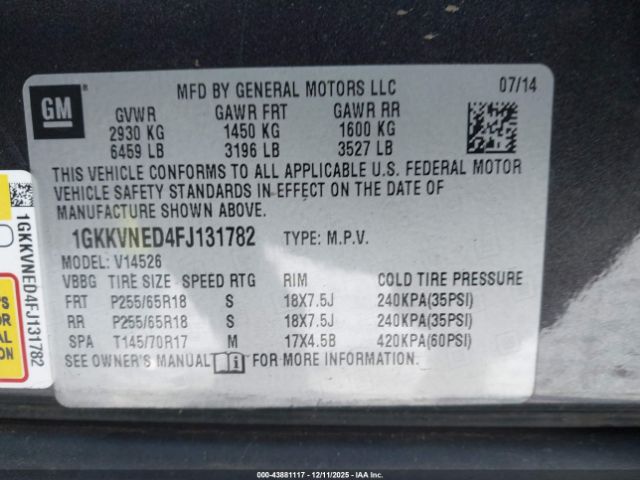 GM
MFD BY GENERAL MOTORS LLC 07/14
GVWR GAWR FRT GAWR RR
2930 KG 1450 KG 1600 KG
6459 LB 3196 LB 3527 LB
THIS VEHICLE CONFORMS TO ALL APPLICABLE U.S. FEDERAL MOTOR
VEHICLE SAFETY STANDARDS IN EFFECT ON THE DATE OF
MANUFACTURE SHOWN ABOVE.
1GKKVNED4FJ131782 TYPE: M.P.V.
MODEL: V14526
VBBG TIRE SIZE SPEED RTG RIM COLD TIRE PRESSURE
FRT P255/65R18 S 18X7.5J 240KPA(35PSI)
RR P255/65R18 S 18X7.5J 240KPA(35PSI)
SPA T145/70R17 M 17X4.5B 420KPA(60PSI)
SEE OWNER'S MANUAL FOR MORE INFORMATION.
1GKKVNED4FJ131782
OR
000-43881117 - 12/11/2025 - IAAI.com